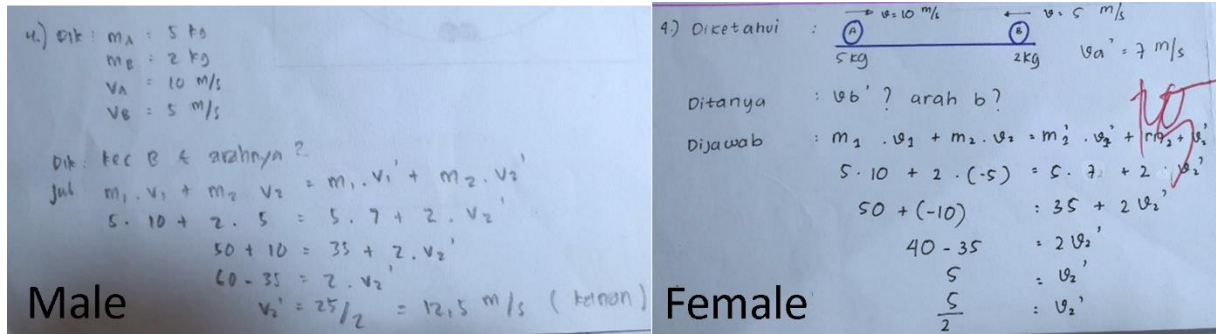 4.) Dik : mA : 5 kg
mB : 2 kg
VA = 10 m/s
VB : 5 m/s
Dik : kec B & arahnya ?
Jwb m1 . V1 + m2 . V2 = m1 . V1' + m2 . V2'
5 . 10 + 2 . 5 = 5 . 7 + 2 . V2'
50 + 10 = 35 + 2 . V2'
60 - 35 = 2 . V2'
V2' = 25/2 = 12,5 m/s (kanan)
Male
4.) Diketahui : v = 10 m/s v = 5 m/s
A B
5 kg 2kg va' = 7 m/s
Ditanya : vb' ? arah b ?
Dijawab : m1 . v1 + m2 . v2 = m1' . v1' + m2 + v2'
5 . 10 + 2 . (-5) = 5 . 7 + 2 . v2'
50 + (-10) : 35 + 2 v2'
40 - 35 = 2 v2'
5 = v2'
5/2 : v2'
Female